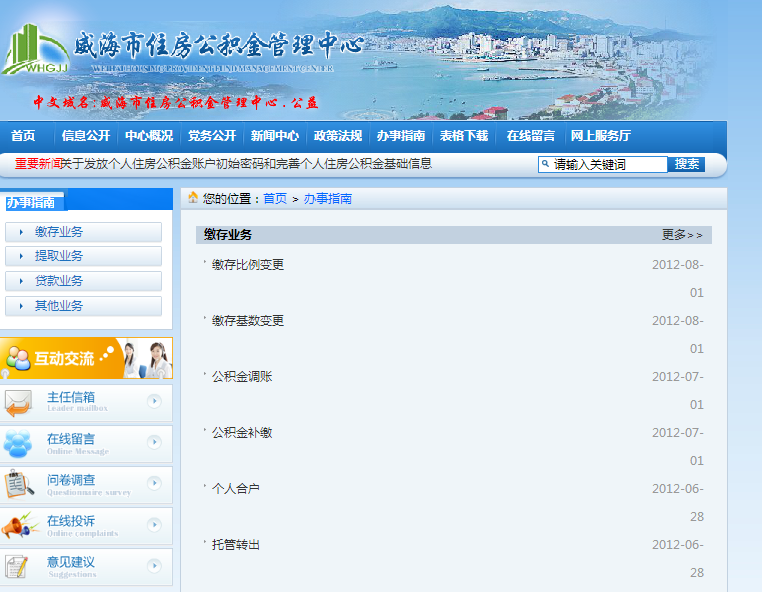 威海市住房公积金管理中心
WHGJJ
WEIHAI HOUSING PROVIDENT FUND MANAGEMENT CENTER
中文域名:威海市住房公积金管理中心.公益
首页 信息公开 中心概况 党务公开 新闻中心 政策法规 办事指南 表格下载 在线留言 网上服务厅
重要新闻 关于发放个人住房公积金账户初始密码和完善个人住房公积金基础信息 请输入关键词 搜索
办事指南
您的位置：首页 > 办事指南
缴存业务
提取业务
贷款业务
其他业务
互动交流
主任信箱
Leader mailbox
在线留言
Online Message
问卷调查
Questionnaire survey
在线投诉
Online complaints
意见建议
Suggestions
缴存业务 更多>>
缴存比例变更 2012-08-
01
缴存基数变更 2012-08-
01
公积金调账 2012-07-
01
公积金补缴 2012-07-
01
个人合户 2012-06-
28
托管转出 2012-06-
28